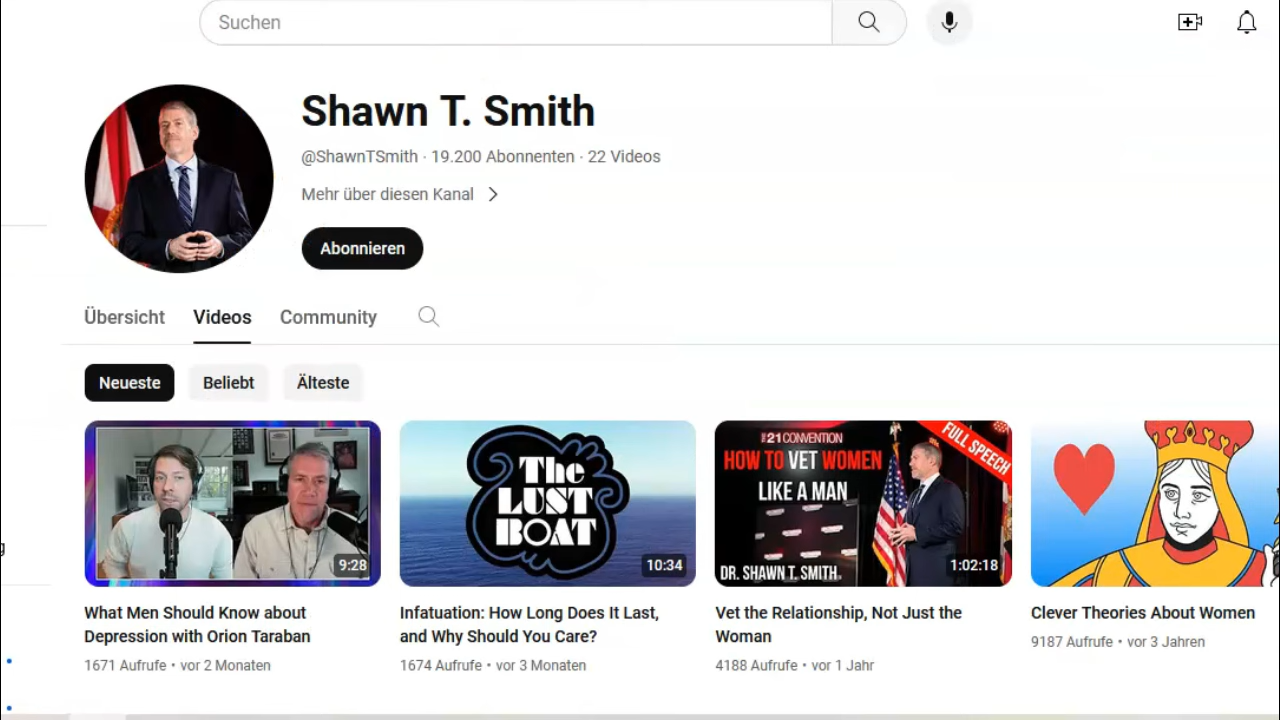 Suchen
Shawn T. Smith
@ShawnTSmith · 19.200 Abonnenten · 22 Videos
Mehr über diesen Kanal
Abonnieren
Übersicht
Videos
Community
Neueste
Beliebt
Älteste
9:28
The
LUST
BOAT
10:34
THE 21 CONVENTION
HOW TO VET WOMEN
LIKE A MAN
FULL SPEECH
DR. SHAWN T. SMITH
1:02:18
What Men Should Know about
Depression with Orion Taraban
1671 Aufrufe • vor 2 Monaten
Infatuation: How Long Does It Last,
and Why Should You Care?
1674 Aufrufe • vor 3 Monaten
Vet the Relationship, Not Just the
Woman
4188 Aufrufe • vor 1 Jahr
Clever Theories About Women
9187 Aufrufe • vor 3 Jahren